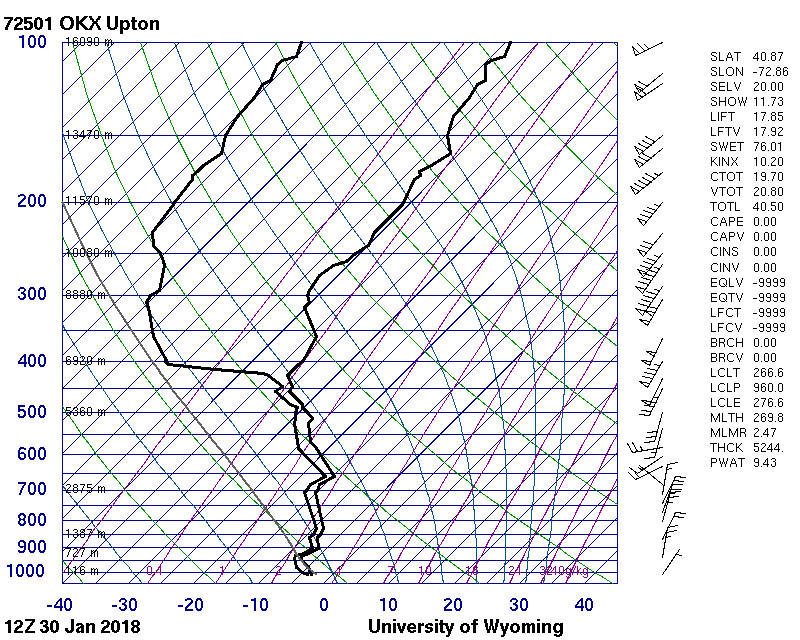 72501 OKX Upton
100 16090 m
13470 m
200 11570 m
10080 m
300 8880 m
400 6920 m
500 5360 m
600
700 2875 m
800
1387 m
900
727 m
1000 116 m 0.4 1 2 4 7 10 16 24 32 40g/kg
-40 -30 -20 -10 0 10 20 30 40
12Z 30 Jan 2018 University of Wyoming
SLAT 40.87
SLON -72.86
SELV 20.00
SHOW 11.73
LIFT 17.85
LFTV 17.92
SWET 76.01
KINX 10.20
CTOT 19.70
VTOT 20.80
TOTL 40.50
CAPE 0.00
CAPV 0.00
CINS 0.00
CINV 0.00
EQLV -9999
EQTV -9999
LFCT -9999
LFCV -9999
BRCH 0.00
BRCV 0.00
LCLT 266.6
LCLP 960.0
LCLE 276.6
MLTH 269.8
MLMR 2.47
THCK 5244.
PWAT 9.43